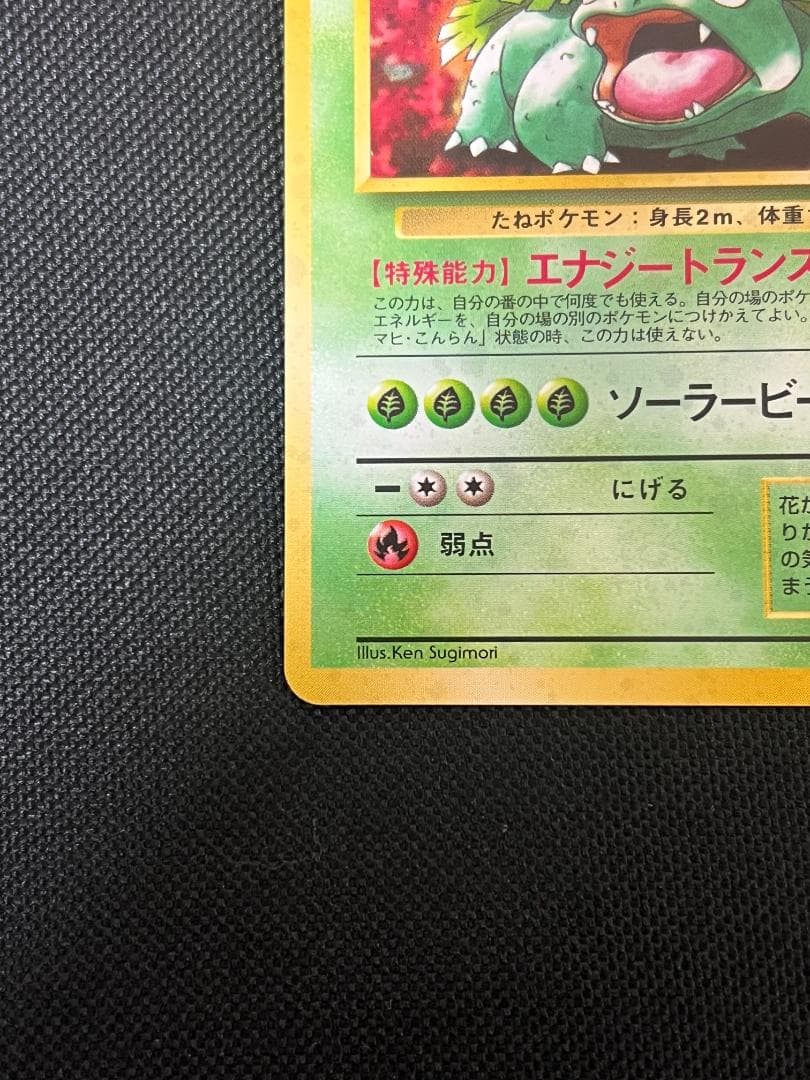 たねポケモン：身長2m、体重
【特殊能力】エナジートランス
この力は、自分の番の中で何度でも使える。自分の場のポケ
エネルギーを、自分の場の別のポケモンにつけかえてよい。
マヒ・こんらん」状態の時、この力は使えない。
ソーラービー
ー にげる
弱点
花が
りか
の気
まう
Illus.Ken Sugimori